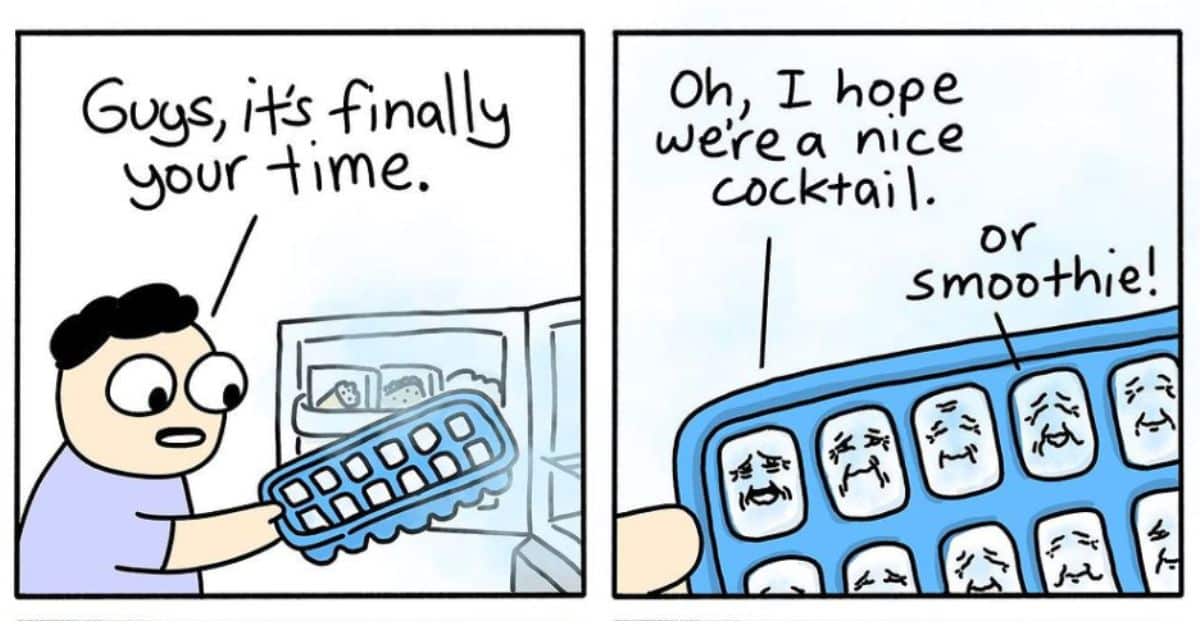 Guys, it's finally
your time.
Oh, I hope
we're a nice
cocktail.
or
smoothie!